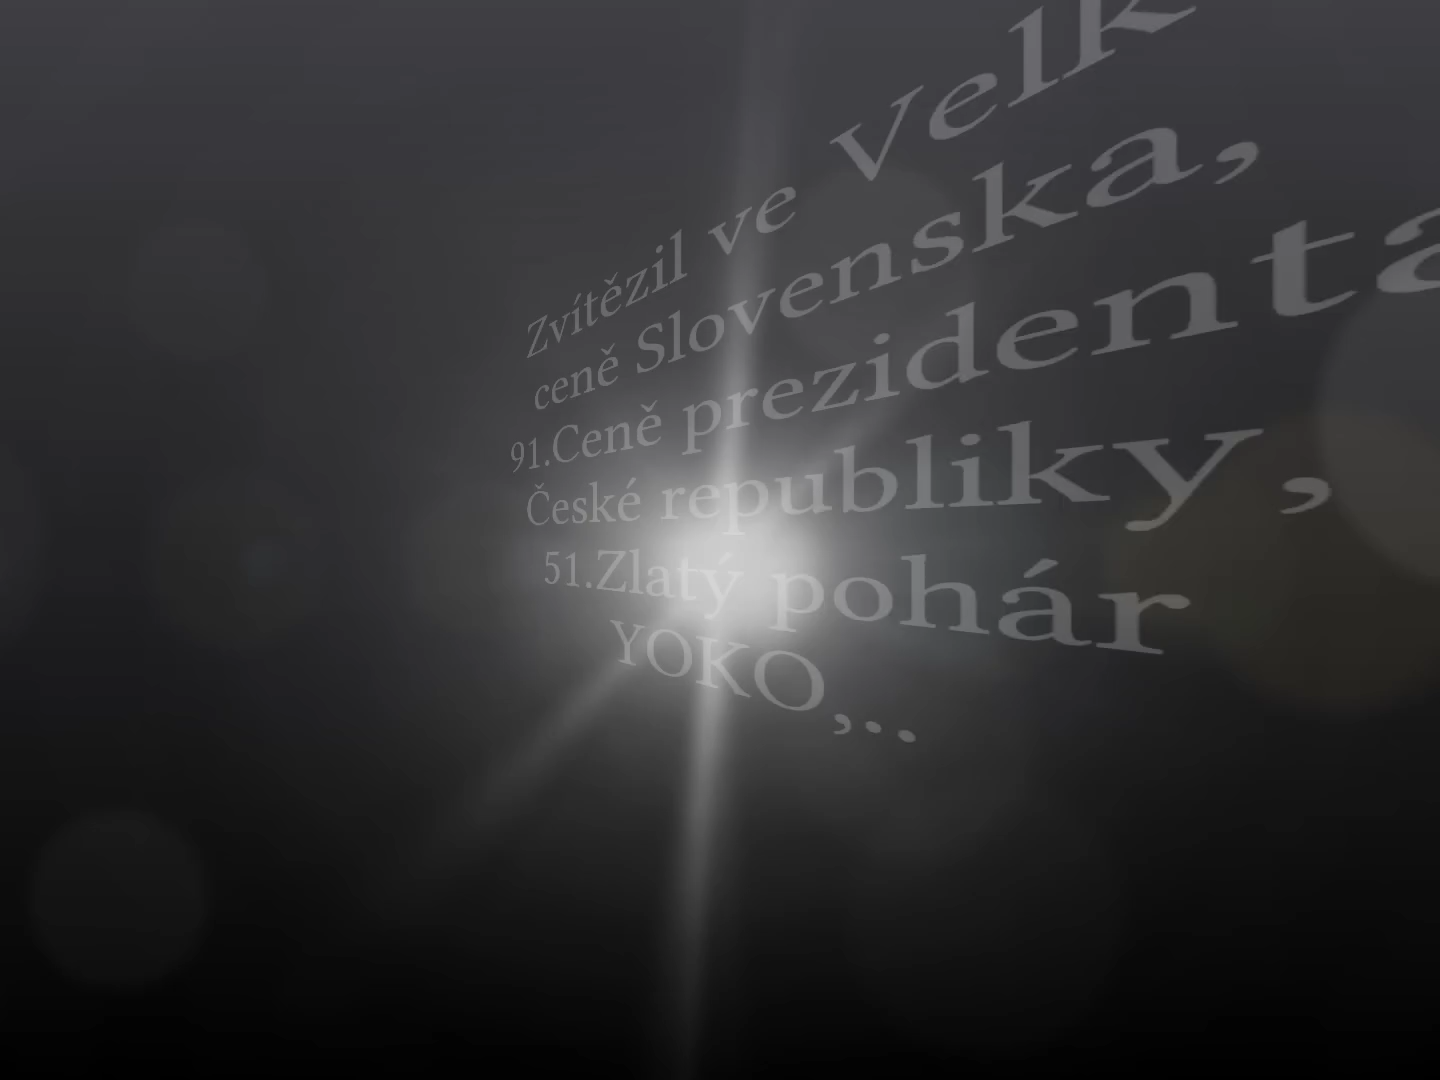 Zvítězil ve Velk
ceně Slovenska,
91.Ceně prezidenta
České republiky,
51.Zlatý pohár
YOKO,..